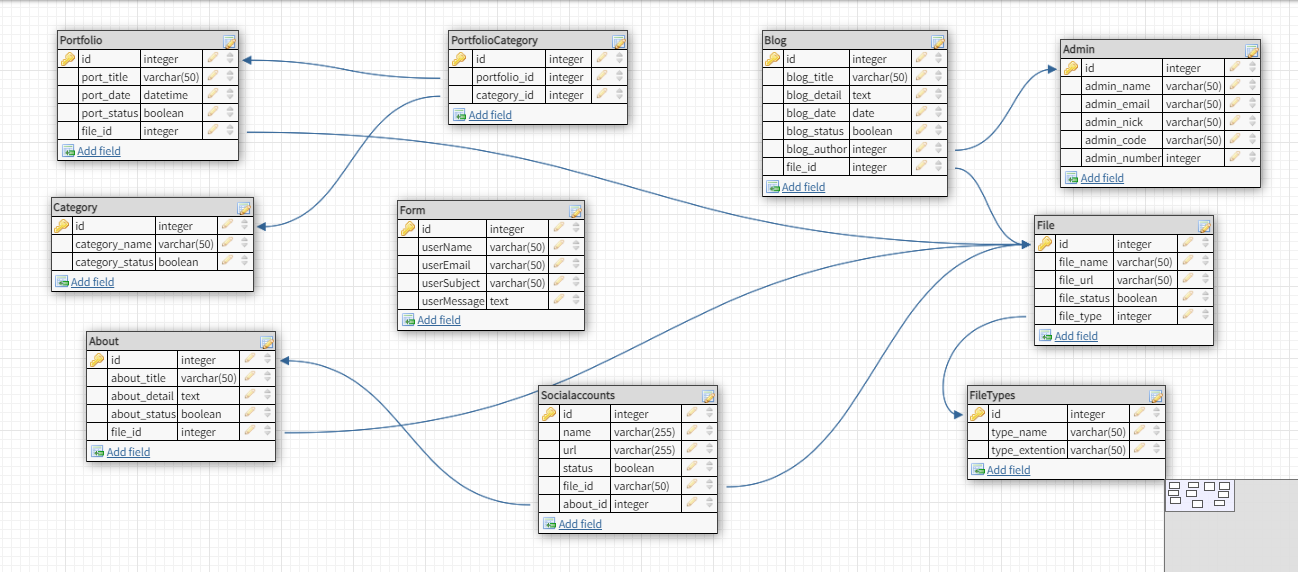 Portfolio
id integer
port_title varchar(50)
port_date datetime
port_status boolean
file_id integer
Add field
PortfolioCategory
id integer
portfolio_id integer
category_id integer
Add field
Blog
id integer
blog_title varchar(50)
blog_detail text
blog_date date
blog_status boolean
blog_author integer
file_id integer
Add field
Admin
id integer
admin_name varchar(50)
admin_email varchar(50)
admin_nick varchar(50)
admin_code varchar(50)
admin_number integer
Add field
Category
id integer
category_name varchar(50)
category_status boolean
Add field
Form
id integer
userName varchar(50)
userEmail varchar(50)
userSubject varchar(50)
userMessage text
Add field
File
id integer
file_name varchar(50)
file_url varchar(50)
file_status boolean
file_type integer
Add field
About
id integer
about_title varchar(50)
about_detail text
about_status boolean
file_id integer
Add field
Socialaccounts
id integer
name varchar(255)
url varchar(255)
status boolean
file_id varchar(50)
about_id integer
Add field
FileTypes
id integer
type_name varchar(50)
type_extention varchar(50)
Add field